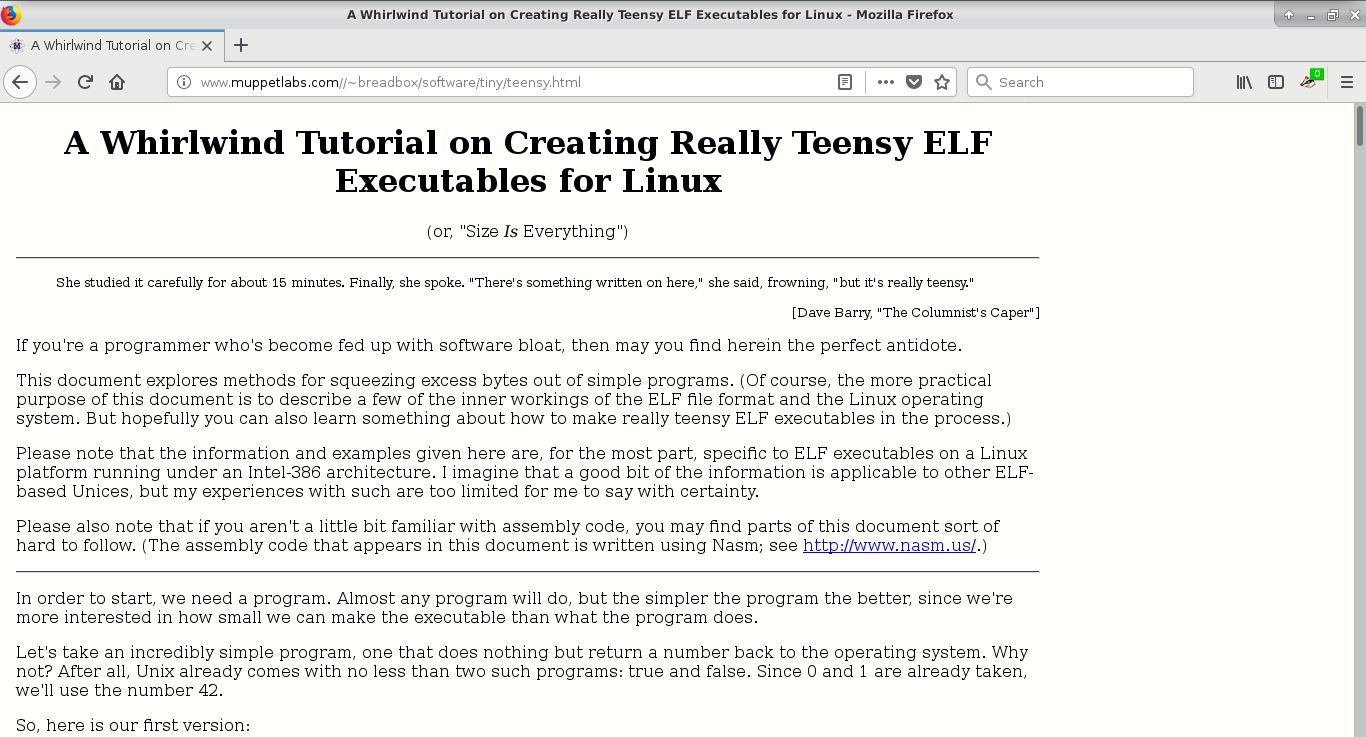 A Whirlwind Tutorial on Creating Really Teensy ELF Executables for Linux - Mozilla Firefox
A Whirlwind Tutorial on Cre
www.muppetlabs.com//~breadbox/software/tiny/teensy.html
Search
0
A Whirlwind Tutorial on Creating Really Teensy ELF
Executables for Linux
(or, "Size Is Everything")
She studied it carefully for about 15 minutes. Finally, she spoke. "There's something written on here," she said, frowning, "but it's really teensy."
[Dave Barry, "The Columnist's Caper"]
If you're a programmer who's become fed up with software bloat, then may you find herein the perfect antidote.
This document explores methods for squeezing excess bytes out of simple programs. (Of course, the more practical
purpose of this document is to describe a few of the inner workings of the ELF file format and the Linux operating
system. But hopefully you can also learn something about how to make really teensy ELF executables in the process.)
Please note that the information and examples given here are, for the most part, specific to ELF executables on a Linux
platform running under an Intel-386 architecture. I imagine that a good bit of the information is applicable to other ELF-
based Unices, but my experiences with such are too limited for me to say with certainty.
Please also note that if you aren't a little bit familiar with assembly code, you may find parts of this document sort of
hard to follow. (The assembly code that appears in this document is written using Nasm; see http://www.nasm.us/.)
In order to start, we need a program. Almost any program will do, but the simpler the program the better, since we're
more interested in how small we can make the executable than what the program does.
Let's take an incredibly simple program, one that does nothing but return a number back to the operating system. Why
not? After all, Unix already comes with no less than two such programs: true and false. Since 0 and 1 are already taken,
we'll use the number 42.
So, here is our first version: